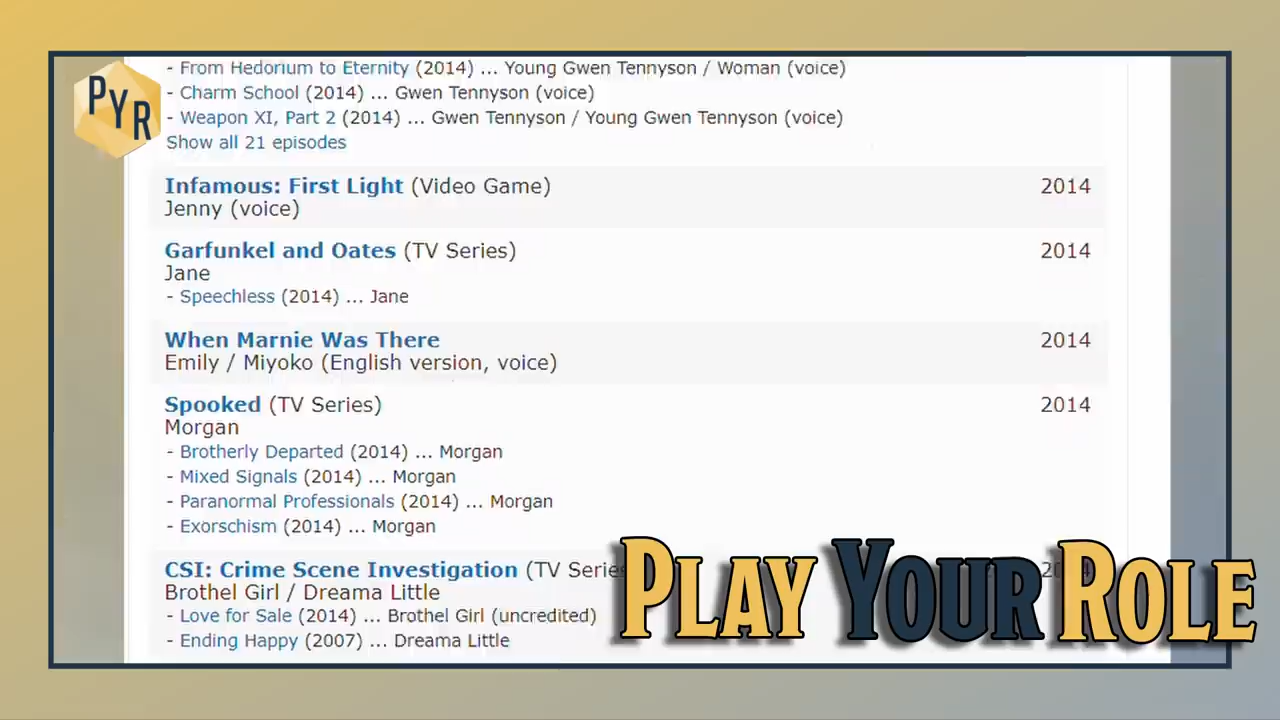 - From Hedorium to Eternity (2014) ... Young Gwen Tennyson / Woman (voice)
- Charm School (2014) ... Gwen Tennyson (voice)
- Weapon XI, Part 2 (2014) ... Gwen Tennyson / Young Gwen Tennyson (voice)
Show all 21 episodes
PYR
Infamous: First Light (Video Game) 2014
Jenny (voice)
Garfunkel and Oates (TV Series) 2014
Jane
- Speechless (2014) ... Jane
When Marnie Was There 2014
Emily / Miyoko (English version, voice)
Spooked (TV Series) 2014
Morgan
- Brotherly Departed (2014) ... Morgan
- Mixed Signals (2014) ... Morgan
- Paranormal Professionals (2014) ... Morgan
- Exorschism (2014) ... Morgan
CSI: Crime Scene Investigation (TV Series
Brothel Girl / Dreama Little
- Love for Sale (2014) ... Brothel Girl (uncredited)
- Ending Happy (2007) ... Dreama Little
PLAY YOUR ROLE